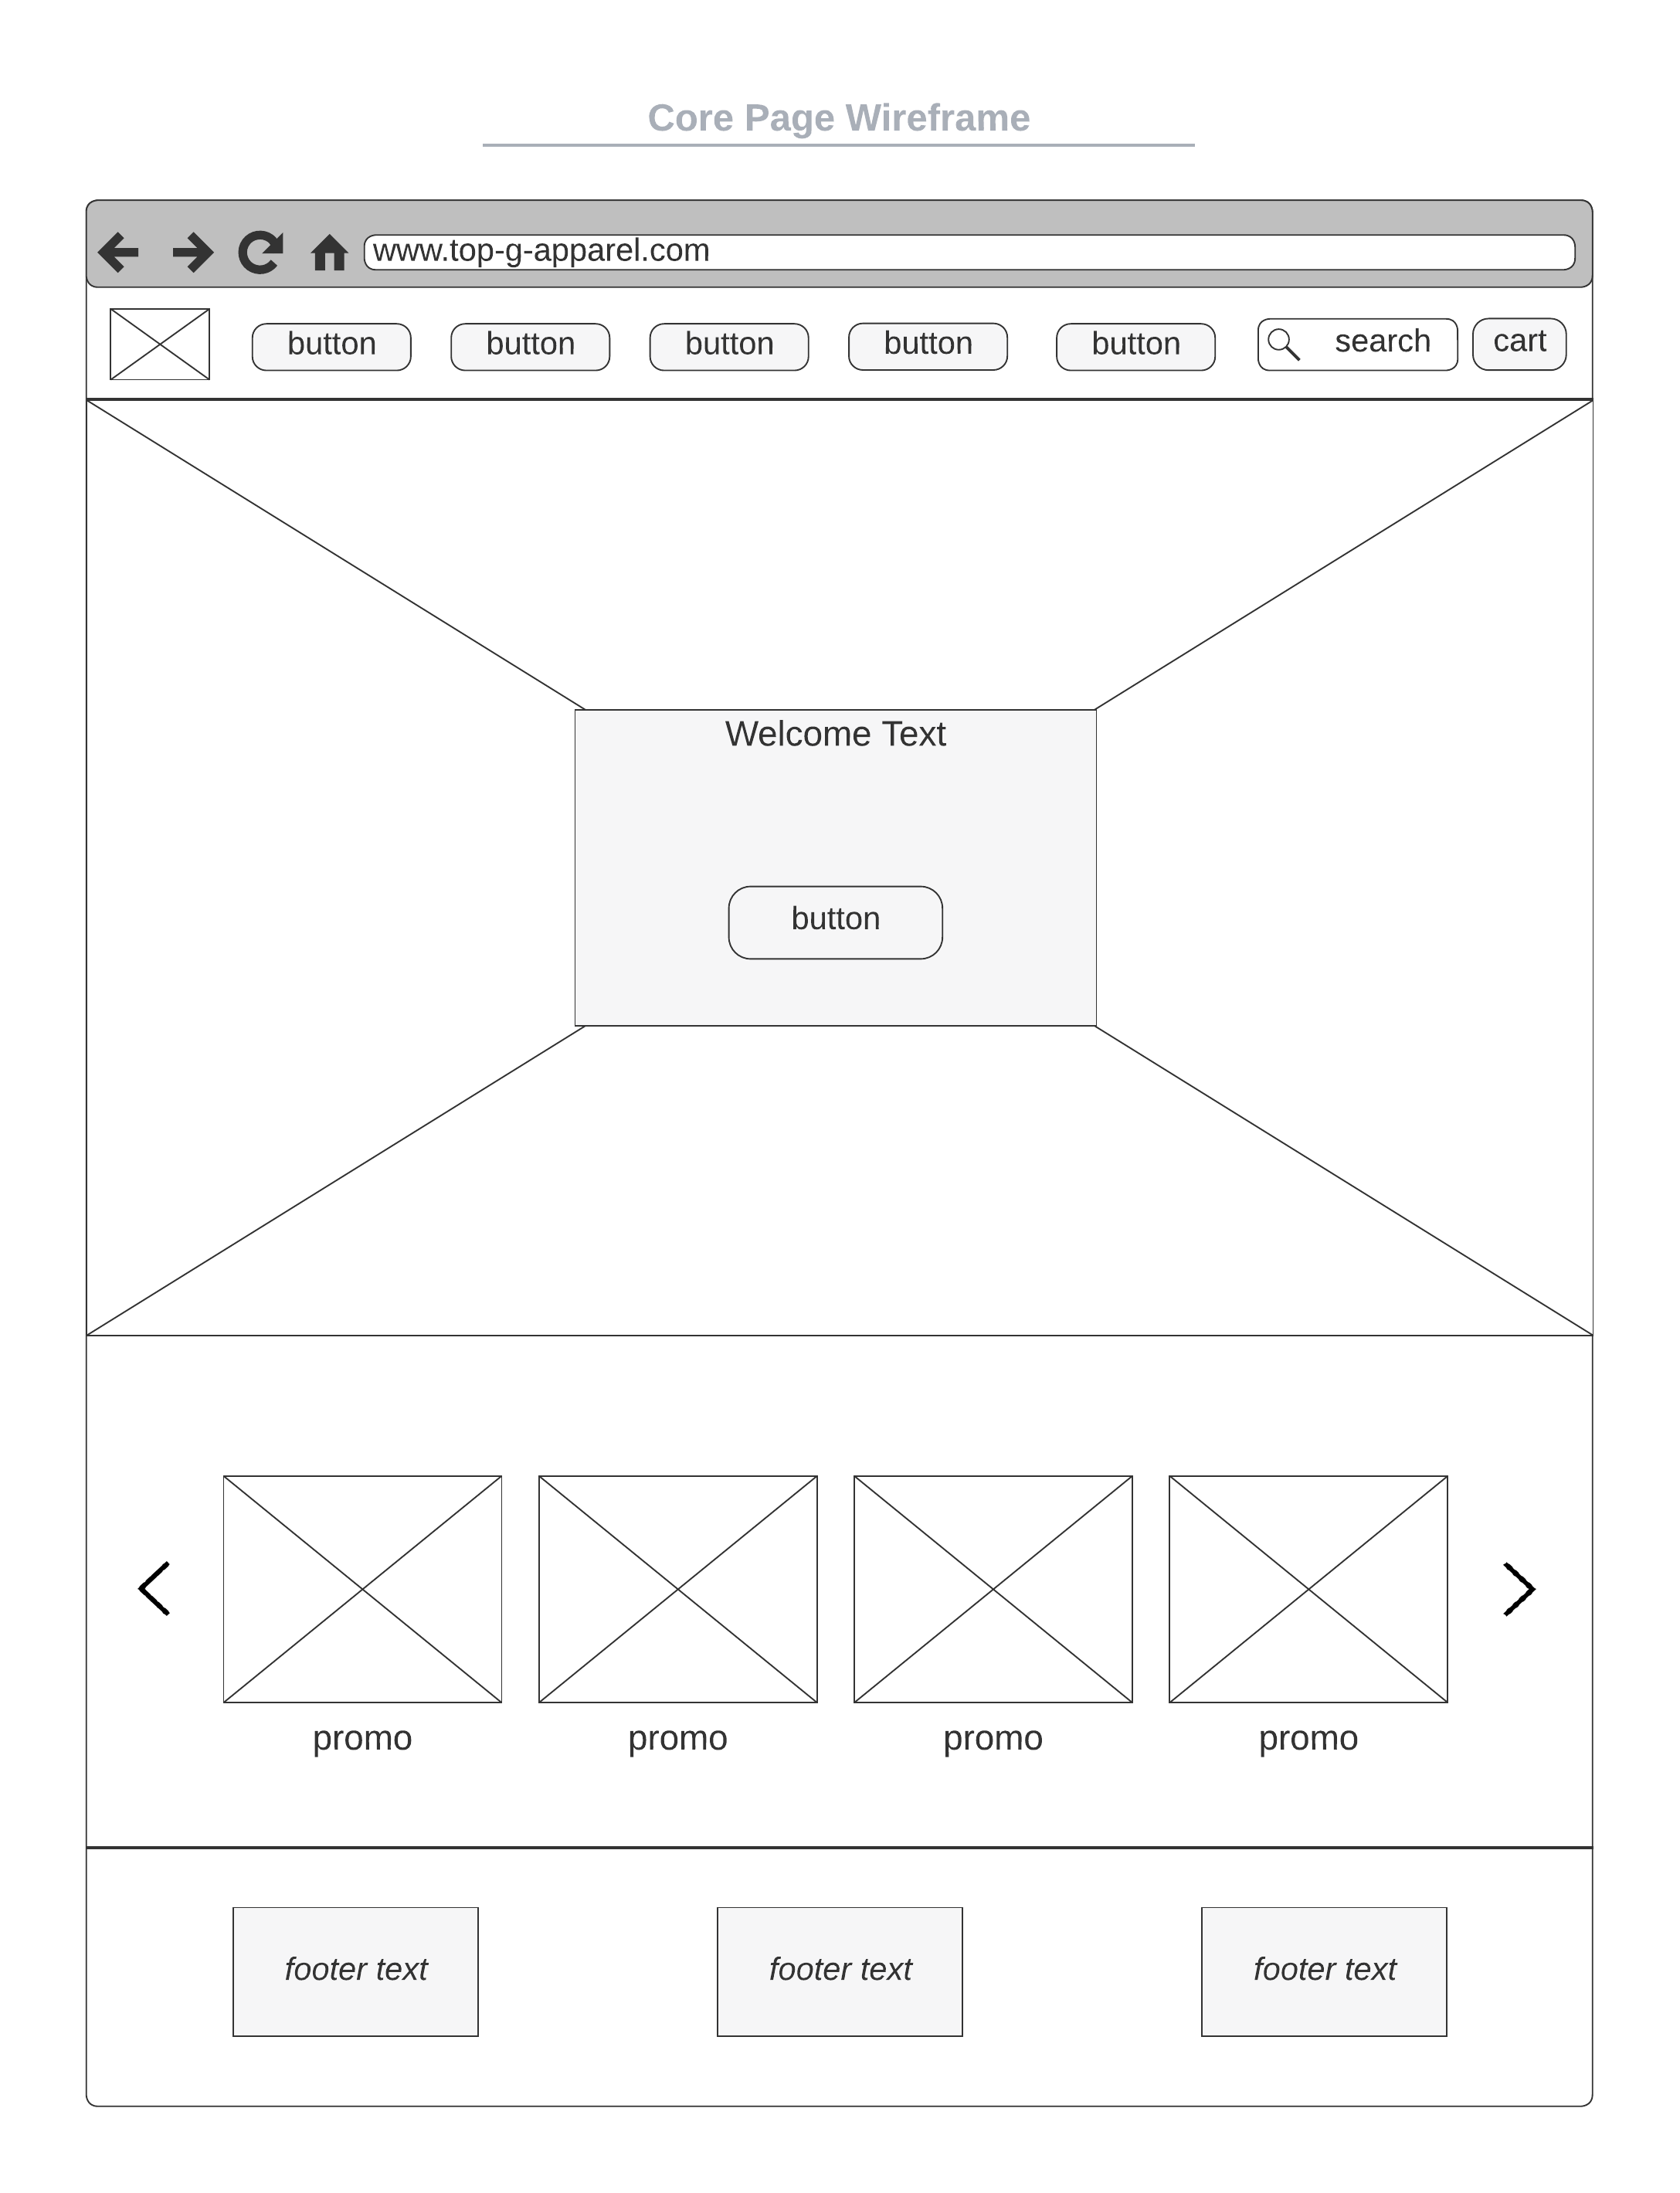 Core Page Wireframe
www.top-g-apparel.com
button button button button button search cart
Welcome Text
button
promo promo promo promo
footer text footer text footer text